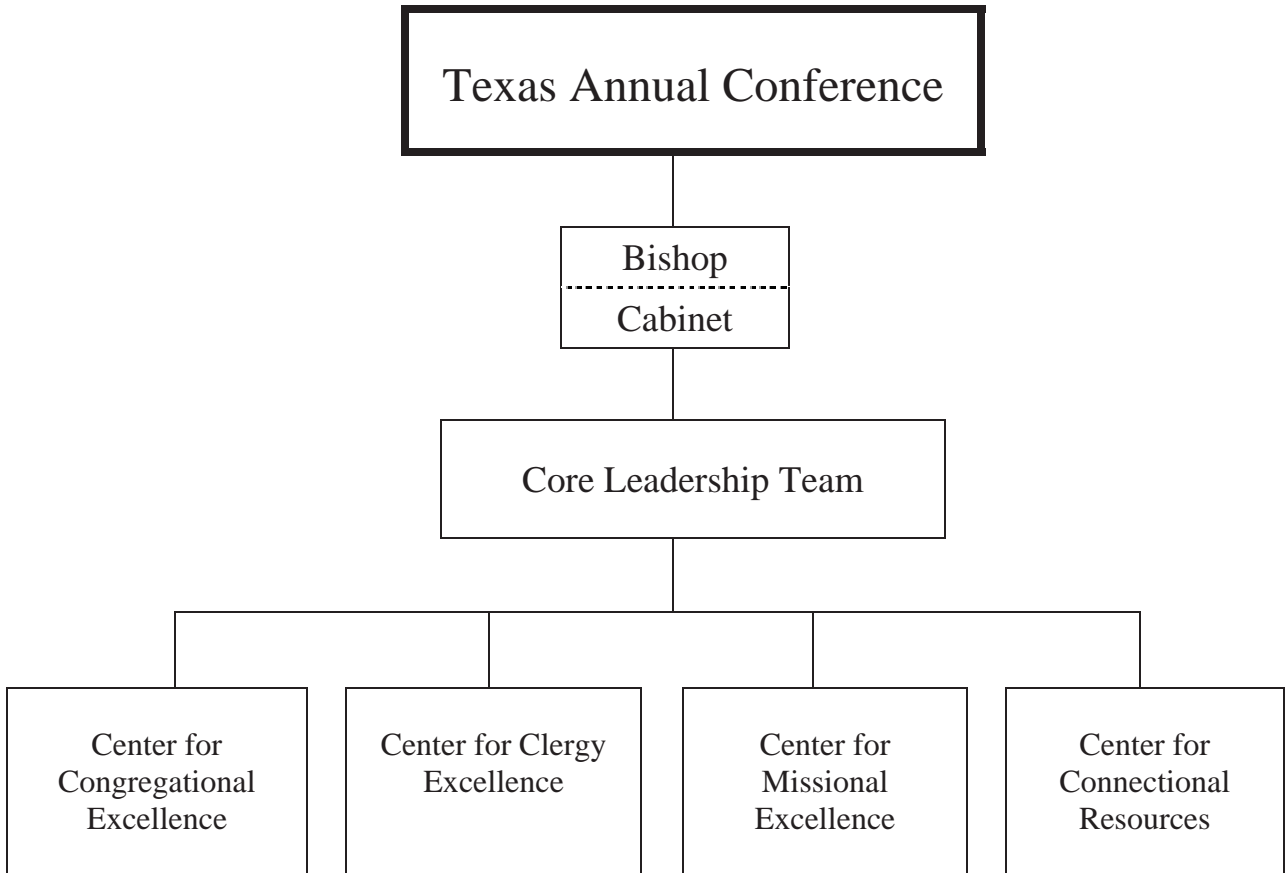 Texas Annual Conference
Bishop
Cabinet
Core Leadership Team
Center for
Congregational
Excellence
Center for Clergy
Excellence
Center for
Missional
Excellence
Center for
Connectional
Resources